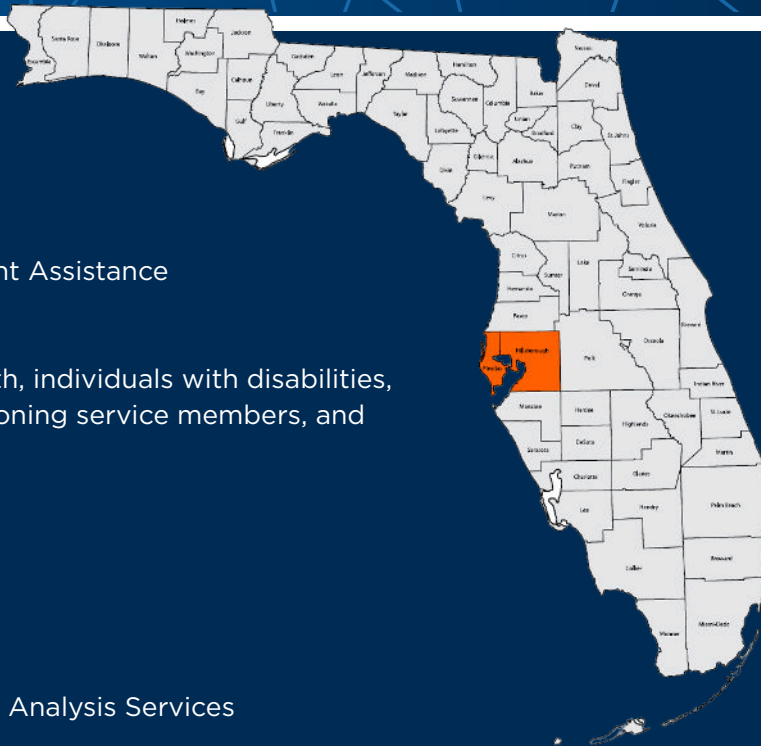 Holmes
Jackson
Santa Rosa
Okaloosa
Walton
Washington
Escambia
Gadsden
Hamilton
Nassau
Calhoun
Leon
Jefferson
Madison
Bay
Liberty
Wakulla
Taylor
Suwannee
Columbia
Baker
Duval
Gulf
Franklin
Lafayette
Union
Bradford
Clay
St. Johns
Dixie
Gilchrist
Alachua
Putnam
Flagler
Levy
Marion
Volusia
nt Assistance
Citrus
Sumter
Lake
Seminole
Hernando
Orange
Pasco
Brevard
th, individuals with disabilities,
Pinellas
Hillsborough
Polk
Osceola
Indian River
oning service members, and
Manatee
Hardee
Highlands
Okeechobee
St. Lucie
Sarasota
DeSoto
Martin
Charlotte
Glades
Lee
Hendry
Palm Beach
Collier
Broward
Monroe
Miami-Dade
Analysis Services